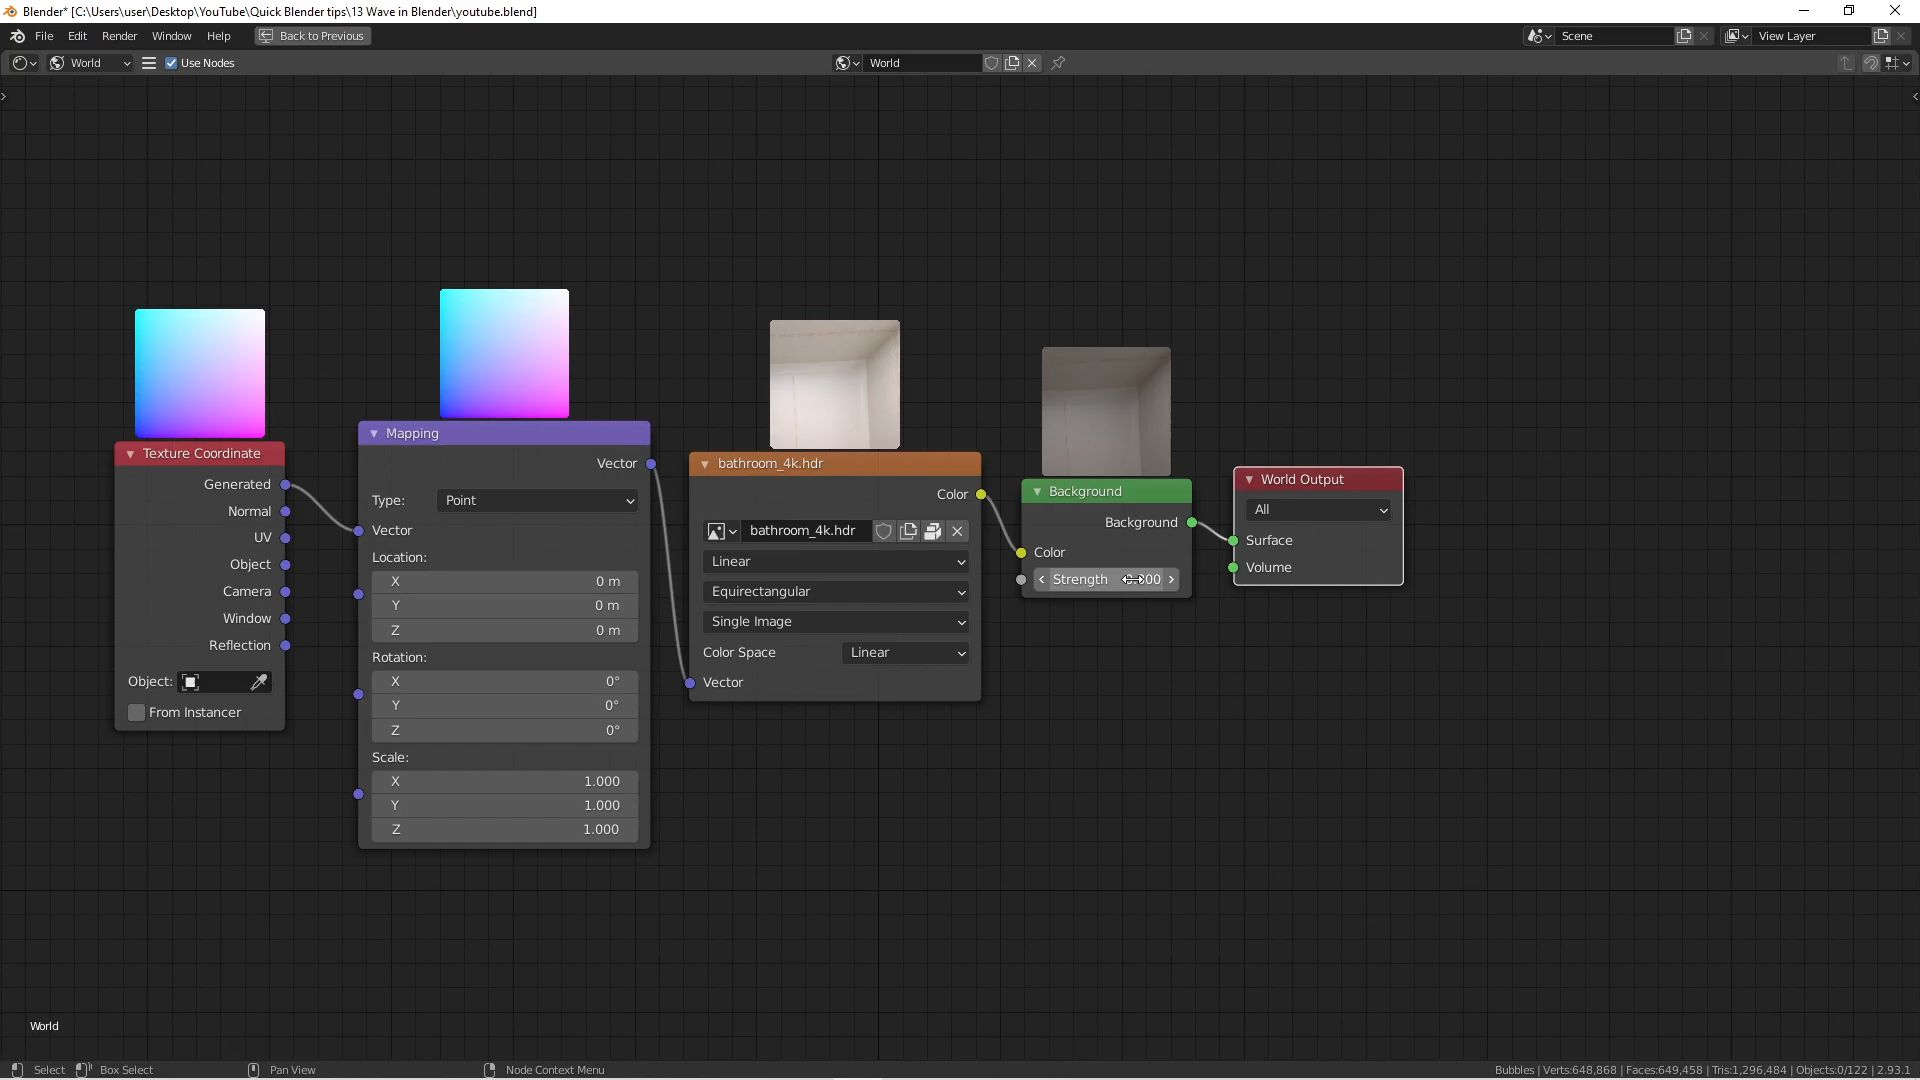 Blender* [C:\Users\user\Desktop\YouTube\Quick Blender tips\13 Wave in Blender\youtube.blend]
File Edit Render Window Help Back to Previous
Scene
View Layer
World
Use Nodes
World
Texture Coordinate
Generated
Normal
UV
Object
Camera
Window
Reflection
Object:
From Instancer
Mapping
Vector
Type: Point
Vector
Location:
X 0 m
Y 0 m
Z 0 m
Rotation:
X 0°
Y 0°
Z 0°
Scale:
X 1.000
Y 1.000
Z 1.000
bathroom_4k.hdr
Color
bathroom_4k.hdr
Linear
Equirectangular
Single Image
Color Space Linear
Vector
Background
Background
Color
Strength
World Output
All
Surface
Volume
World
Select Box Select Pan View Node Context Menu
Bubbles | Verts:648,868 | Faces:649,458 | Tris:1,296,484 | Objects:0/122 | 2.93.1